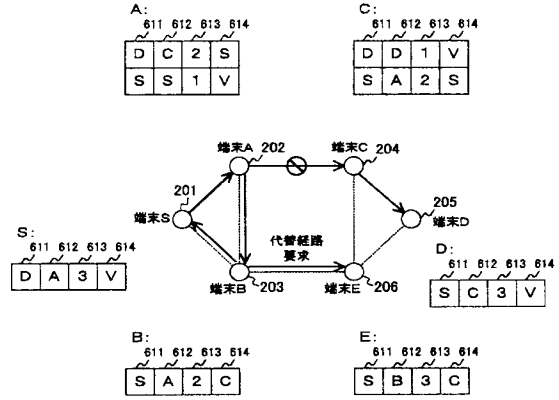 A:
611 612 613 614
D C 2 S
S S 1 V
C:
611 612 613 614
D D 1 V
S A 2 S
端末A 202
端末C 204
201
端末S
205
端末D
代替経路
要求
端末B 203
端末E 206
S:
611 612 613 614
D A 3 V
D:
611 612 613 614
S C 3 V
B:
611 612 613 614
S A 2 C
E:
611 612 613 614
S B 3 C